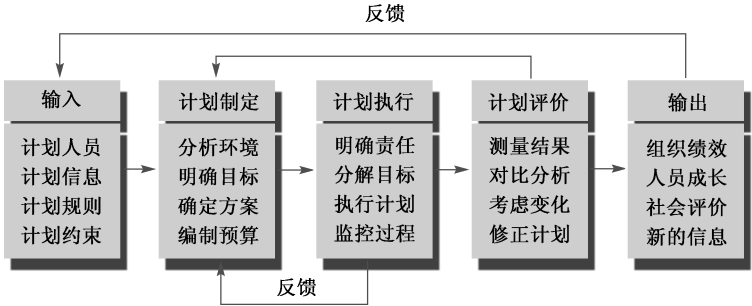 反馈
输入
计划人员
计划信息
计划规则
计划约束
计划制定
分析环境
明确目标
确定方案
编制预算
计划执行
明确责任
分解目标
执行计划
监控过程
计划评价
测量结果
对比分析
考虑变化
修正计划
输出
组织绩效
人员成长
社会评价
新的信息
反馈